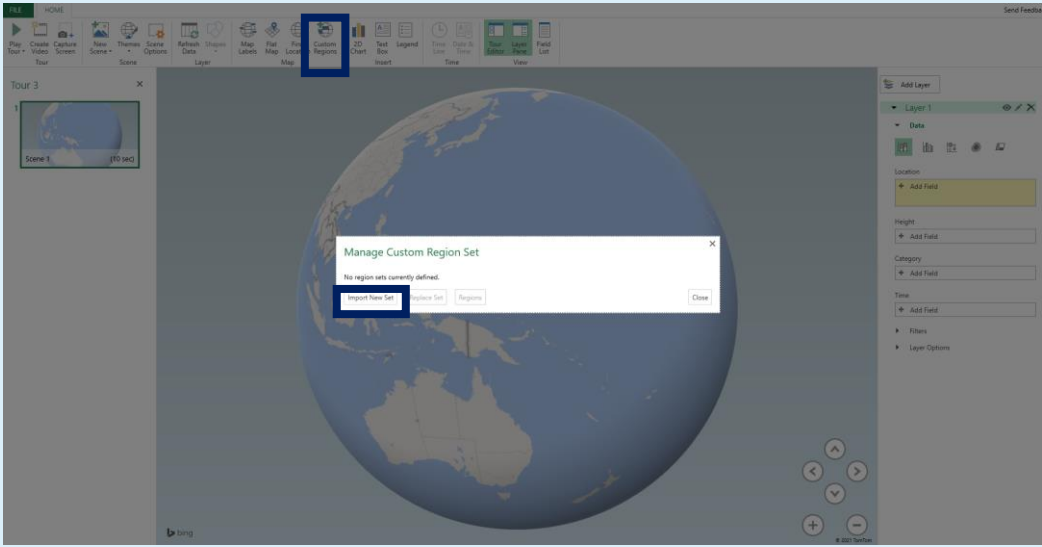 FILE HOME Send Feedba
Play Tour Create Video Capture Screen New Scene Themes Scene Options Refresh Data Shapes Map Labels Flat Map Custom Regions 2D Chart Text Box Legend Time Line Date & Time Tour Editor Layer Pane Field List
Tour Scene Layer Map Insert Time View
Tour 3
1
Scene 1 (10 sec)
Manage Custom Region Set
No region sets currently defined.
Import New Set Replace Set Regions Close
Add Layer
Layer 1
Data
Location
+ Add Field
Height
+ Add Field
Category
+ Add Field
Time
+ Add Field
Filters
Layer Options
bing
© 2021 TomTom